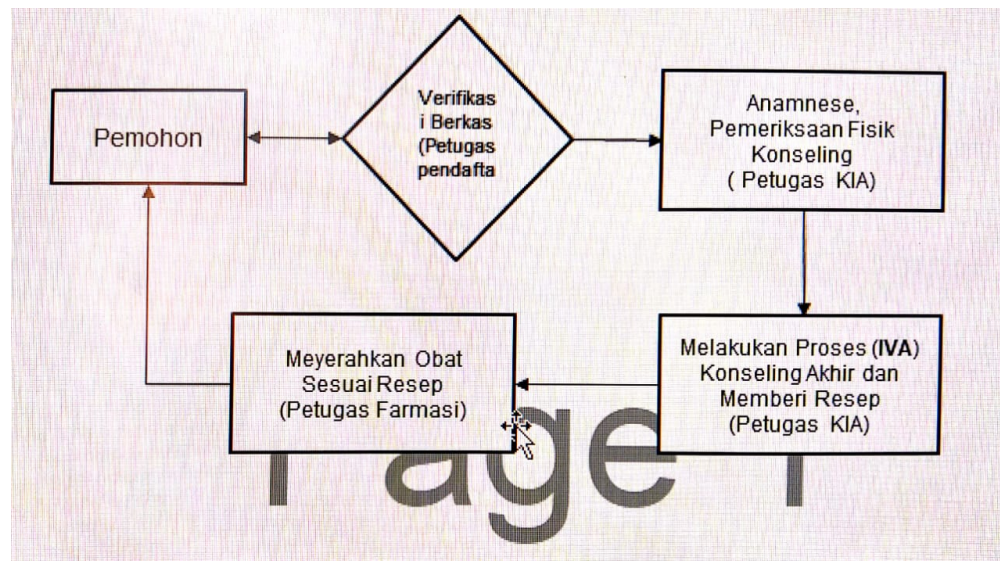 Pemohon
Verifikas
i Berkas
(Petugas
pendafta
Anamnese,
Pemeriksaan Fisik
Konseling
( Petugas KIA)
Meyerahkan Obat
Sesuai Resep
(Petugas Farmasi)
Melakukan Proses (IVA)
Konseling Akhir dan
Memberi Resep
(Petugas KIA)
Page 1